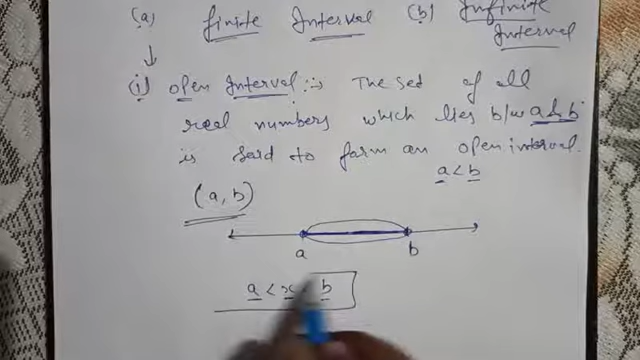 (a) finite Interval (b) Infinite Interval
↓
(i) open Interval :→ The set of all
real numbers which lies b/w a & b
is said to form an open interval.
a < b
(a, b)
a b
a < x < b